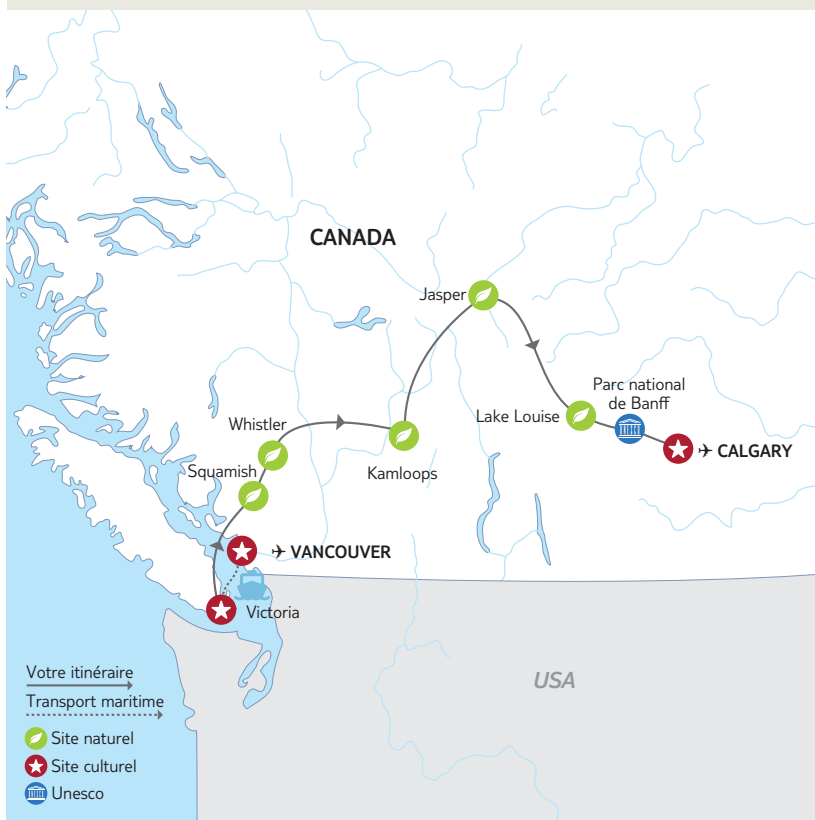 CANADA
Jasper
Parc national
de Banff
Whistler
Lake Louise
CALGARY
Squamish
Kamloops
VANCOUVER
Victoria
USA
Votre itinéraire
Transport maritime
Site naturel
Site culturel
Unesco